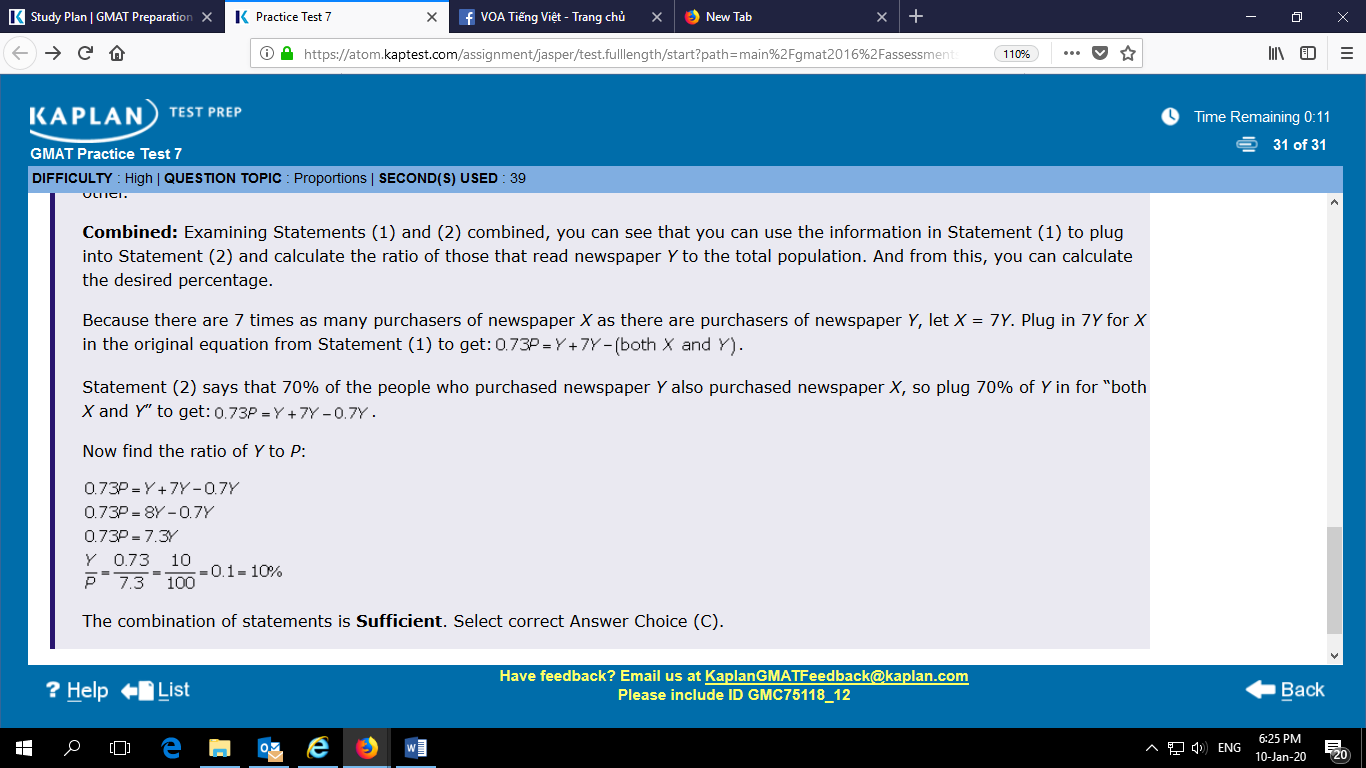 Study Plan | GMAT Preparation
Practice Test 7
VOA Tiếng Việt - Trang chủ
New Tab
https://atom.kaptest.com/assignment/jasper/test.fulllength/start?path=main%2Fgmat2016%2Fassessment
110%
KAPLAN TEST PREP
Time Remaining 0:11
GMAT Practice Test 7
31 of 31
DIFFICULTY : High | QUESTION TOPIC : Proportions | SECOND(S) USED : 39
other.
Combined: Examining Statements (1) and (2) combined, you can see that you can use the information in Statement (1) to plug
into Statement (2) and calculate the ratio of those that read newspaper Y to the total population. And from this, you can calculate
the desired percentage.
Because there are 7 times as many purchasers of newspaper X as there are purchasers of newspaper Y, let X = 7Y. Plug in 7Y for X
in the original equation from Statement (1) to get: 0.73P = Y + 7Y − (both X and Y).
Statement (2) says that 70% of the people who purchased newspaper Y also purchased newspaper X, so plug 70% of Y in for “both
X and Y” to get: 0.73P = Y + 7Y − 0.7Y.
Now find the ratio of Y to P:
0.73P = Y + 7Y − 0.7Y
0.73P = 8Y − 0.7Y
0.73P = 7.3Y
Y/P = 0.73/7.3 = 10/100 = 0.1 = 10%
The combination of statements is Sufficient. Select correct Answer Choice (C).
Have feedback? Email us at KaplanGMATFeedback@kaplan.com
Please include ID GMC75118_12
? Help
List
Back
ENG
6:25 PM
10-Jan-20
20